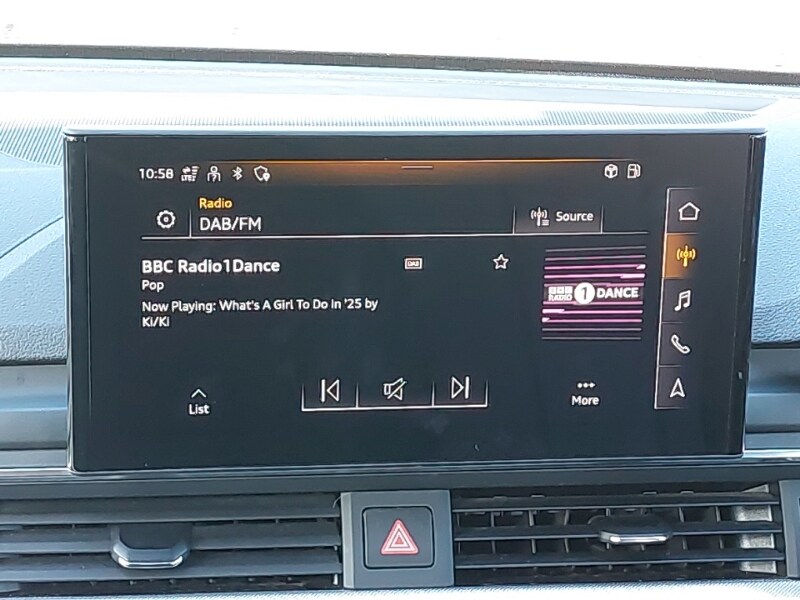 10:58 LTE
Radio
DAB/FM
Source
BBC Radio1Dance
DAB
Pop
Now Playing: What's A Girl To Do In '25 by
Ki/Ki
BBC
RADIO 1 DANCE
List
More